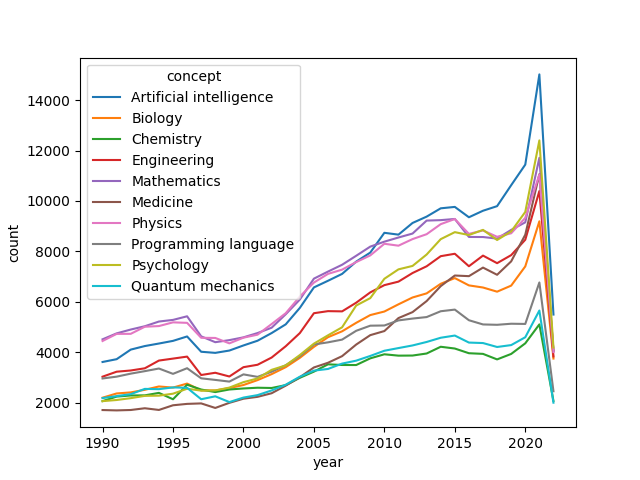 concept
Artificial intelligence
Biology
Chemistry
Engineering
Mathematics
Medicine
Physics
Programming language
Psychology
Quantum mechanics
14000
12000
10000
8000
6000
4000
2000
count
1990 1995 2000 2005 2010 2015 2020
year